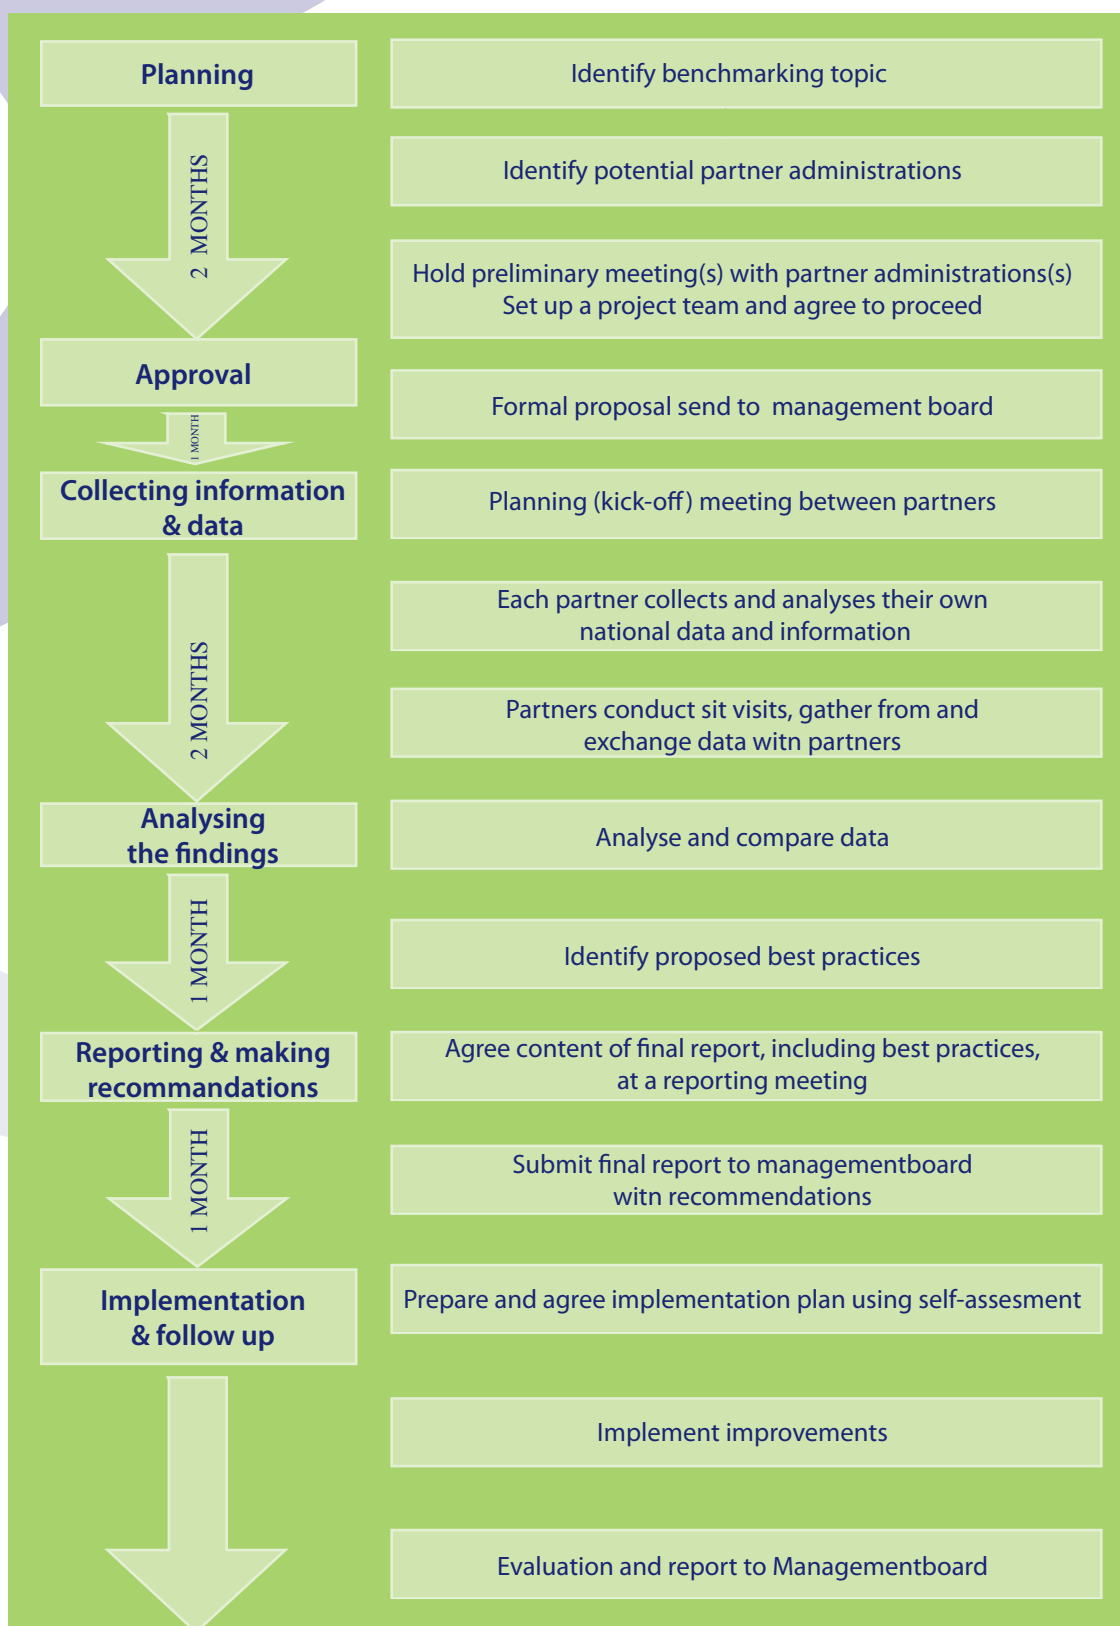 Planning
Identify benchmarking topic
2 MONTHS
Identify potential partner administrations
Hold preliminary meeting(s) with partner administrations(s)
Set up a project team and agree to proceed
Approval
Formal proposal send to management board
1 MONTH
Collecting information
& data
Planning (kick-off) meeting between partners
2 MONTHS
Each partner collects and analyses their own
national data and information
Partners conduct sit visits, gather from and
exchange data witn partners
Analysing
the findings
Analyse and compare data
1 MONTH
Identify proposed best practices
Reporting & making
recommandations
Agree content of final report, including best practices,
at a reporting meeting
1 MONTH
Submit final report to managementboard
witn recommendations
Implementation
& follow up
Prepare and agree implementation plan using self-assesment
Implement improvements
Evaluation and report to Managementboard